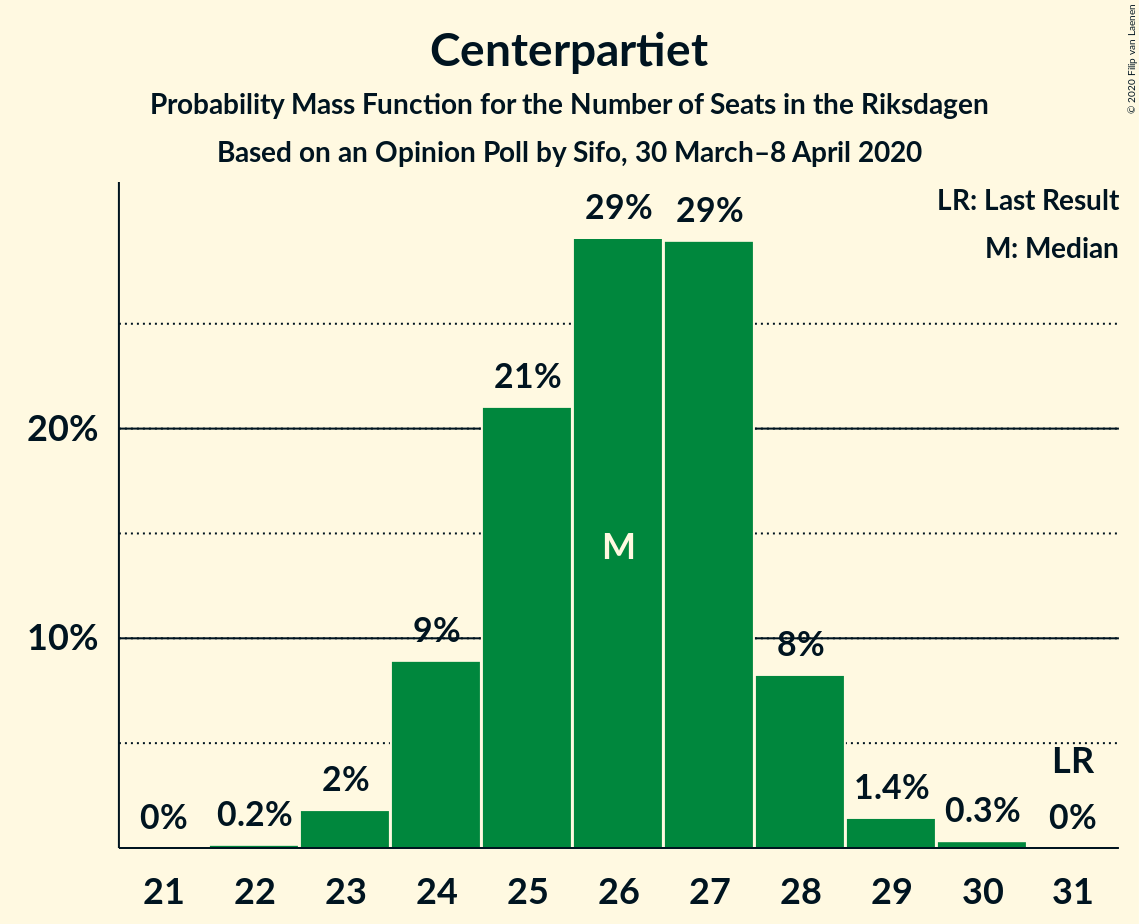 Centerpartiet
Probability Mass Function for the Number of Seats in the Riksdagen
Based on an Opinion Poll by Sifo, 30 March–8 April 2020
© 2020 Filip van Laenen
LR: Last Result
M: Median
29%
29%
21%
20%
M
9%
10%
8%
LR
2%
1.4%
0%
0.2%
0.3%
0%
21 22 23 24 25 26 27 28 29 30 31